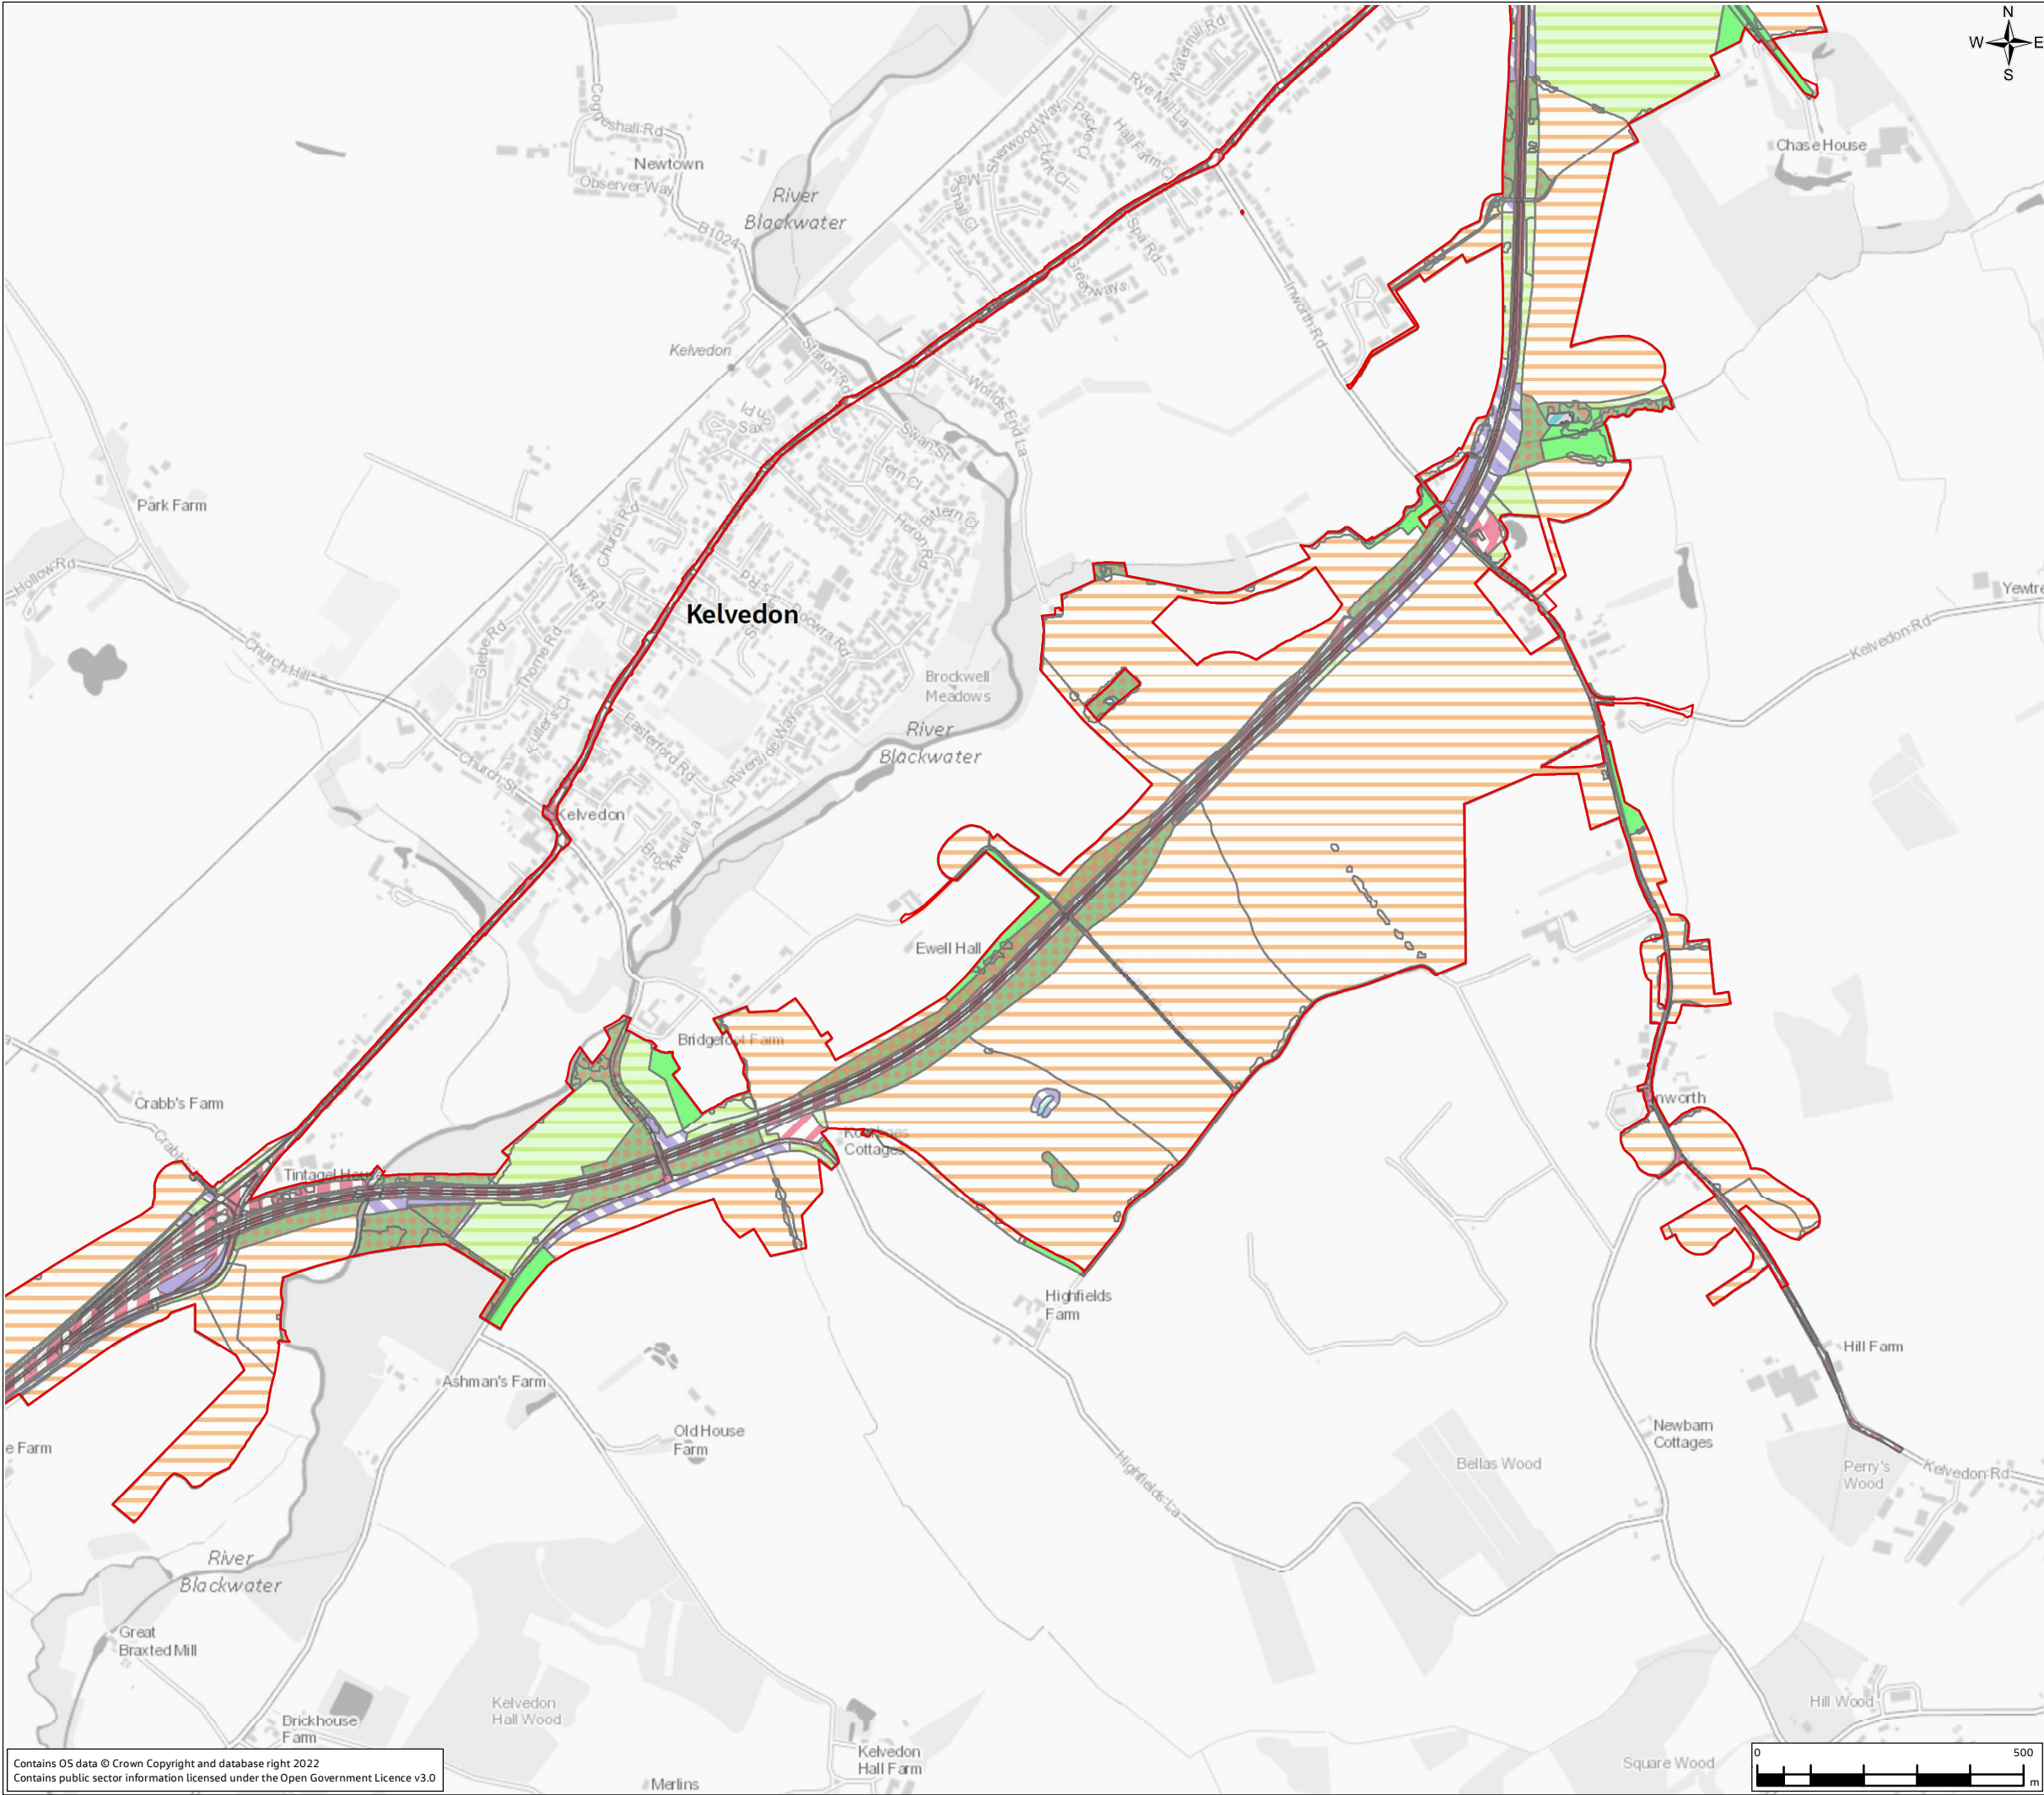 N
W
E
S
Watermill Rd
Rye Mill La
Coggeshall Rd
Sherwood Way
Hall Farm Cl
Hunt Cl
Chase House
Newtown
Observer Way
River
Blackwater
B1024
Spa Rd
Greenways
Inworth Rd
Kelvedon
Station Rd
Worlds End La
Swan St
Tern Cl
Bittern Cl
Heron Rd
Park Farm
Church Rd
Hollow Rd
New Rd
Kelvedon
Docwra Rd
Glebe Rd
Thorne Rd
Church Hill
Kelvedon Rd
Brockwell
Meadows
Fullers Cl
Easterford Rd
Riverside Way
River
Blackwater
Church St
Kelvedon
Brockwell La
Ewell Hall
Bridgefoot Farm
Crabb's Farm
Cottages
Tintagel House
Highfields
Farm
Hill Farm
Ashman's Farm
Old House
Farm
e Farm
Newbarn
Cottages
Bellas Wood
Perry's
Wood
Kelvedon Rd
Highfields La
River
Blackwater
Great
Braxted Mill
Kelvedon
Hall Wood
Brickhouse
Farm
Hill Wood
Kelvedon
Hall Farm
Square Wood
Merlins
Contains OS data © Crown Copyright and database right 2022
Contains public sector information licensed under the Open Government Licence v3.0
0
500
m